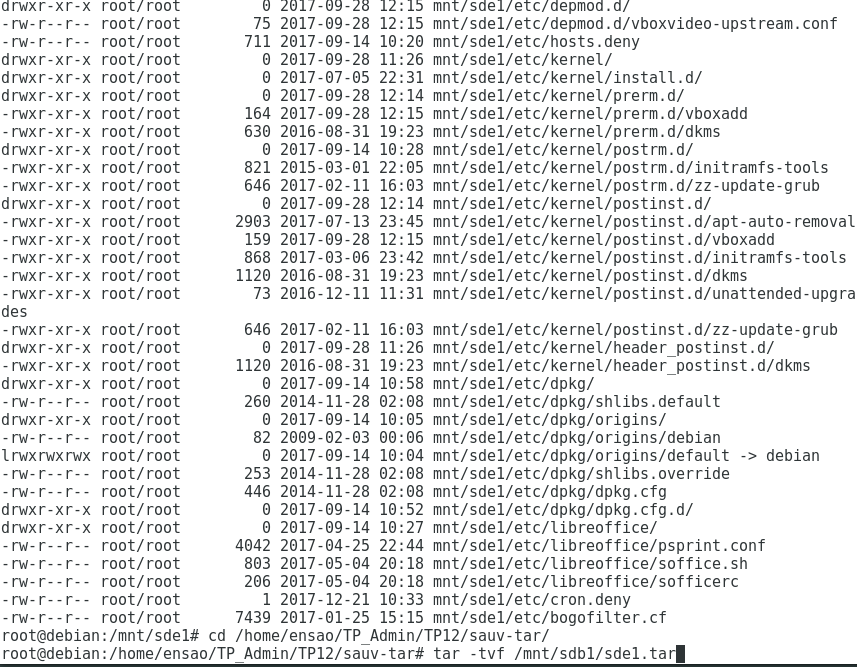 drwxr-xr-x root/root         0 2017-09-28 12:15 mnt/sde1/etc/depmod.d/
-rw-r--r-- root/root        75 2017-09-28 12:15 mnt/sde1/etc/depmod.d/vboxvideo-upstream.conf
-rw-r--r-- root/root       711 2017-09-14 10:20 mnt/sde1/etc/hosts.deny
drwxr-xr-x root/root         0 2017-09-28 11:26 mnt/sde1/etc/kernel/
drwxr-xr-x root/root         0 2017-07-05 22:31 mnt/sde1/etc/kernel/install.d/
drwxr-xr-x root/root         0 2017-09-28 12:14 mnt/sde1/etc/kernel/prerm.d/
-rwxr-xr-x root/root       164 2017-09-28 12:15 mnt/sde1/etc/kernel/prerm.d/vboxadd
-rwxr-xr-x root/root       630 2016-08-31 19:23 mnt/sde1/etc/kernel/prerm.d/dkms
drwxr-xr-x root/root         0 2017-09-14 10:28 mnt/sde1/etc/kernel/postrm.d/
-rwxr-xr-x root/root       821 2015-03-01 22:05 mnt/sde1/etc/kernel/postrm.d/initramfs-tools
-rwxr-xr-x root/root       646 2017-02-11 16:03 mnt/sde1/etc/kernel/postrm.d/zz-update-grub
drwxr-xr-x root/root         0 2017-09-28 12:14 mnt/sde1/etc/kernel/postinst.d/
-rwxr-xr-x root/root      2903 2017-07-13 23:45 mnt/sde1/etc/kernel/postinst.d/apt-auto-removal
-rwxr-xr-x root/root       159 2017-09-28 12:15 mnt/sde1/etc/kernel/postinst.d/vboxadd
-rwxr-xr-x root/root       868 2017-03-06 23:42 mnt/sde1/etc/kernel/postinst.d/initramfs-tools
-rwxr-xr-x root/root      1120 2016-08-31 19:23 mnt/sde1/etc/kernel/postinst.d/dkms
-rwxr-xr-x root/root        73 2016-12-11 11:31 mnt/sde1/etc/kernel/postinst.d/unattended-upgra
des
-rwxr-xr-x root/root       646 2017-02-11 16:03 mnt/sde1/etc/kernel/postinst.d/zz-update-grub
drwxr-xr-x root/root         0 2017-09-28 11:26 mnt/sde1/etc/kernel/header_postinst.d/
-rwxr-xr-x root/root      1120 2016-08-31 19:23 mnt/sde1/etc/kernel/header_postinst.d/dkms
drwxr-xr-x root/root         0 2017-09-14 10:58 mnt/sde1/etc/dpkg/
-rw-r--r-- root/root       260 2014-11-28 02:08 mnt/sde1/etc/dpkg/shlibs.default
drwxr-xr-x root/root         0 2017-09-14 10:05 mnt/sde1/etc/dpkg/origins/
-rw-r--r-- root/root        82 2009-02-03 00:06 mnt/sde1/etc/dpkg/origins/debian
lrwxrwxrwx root/root         0 2017-09-14 10:04 mnt/sde1/etc/dpkg/origins/default -> debian
-rw-r--r-- root/root       253 2014-11-28 02:08 mnt/sde1/etc/dpkg/shlibs.override
-rw-r--r-- root/root       446 2014-11-28 02:08 mnt/sde1/etc/dpkg/dpkg.cfg
drwxr-xr-x root/root         0 2017-09-14 10:52 mnt/sde1/etc/dpkg/dpkg.cfg.d/
drwxr-xr-x root/root         0 2017-09-14 10:27 mnt/sde1/etc/libreoffice/
-rw-r--r-- root/root      4042 2017-04-25 22:44 mnt/sde1/etc/libreoffice/psprint.conf
-rw-r--r-- root/root       803 2017-05-04 20:18 mnt/sde1/etc/libreoffice/soffice.sh
-rw-r--r-- root/root       206 2017-05-04 20:18 mnt/sde1/etc/libreoffice/sofficerc
-rw-r--r-- root/root         1 2017-12-21 10:33 mnt/sde1/etc/cron.deny
-rw-r--r-- root/root      7439 2017-01-25 15:15 mnt/sde1/etc/bogofilter.cf
root@debian:/mnt/sde1# cd /home/ensao/TP_Admin/TP12/sauv-tar/
root@debian:/home/ensao/TP_Admin/TP12/sauv-tar# tar -tvf /mnt/sdb1/sde1.tar